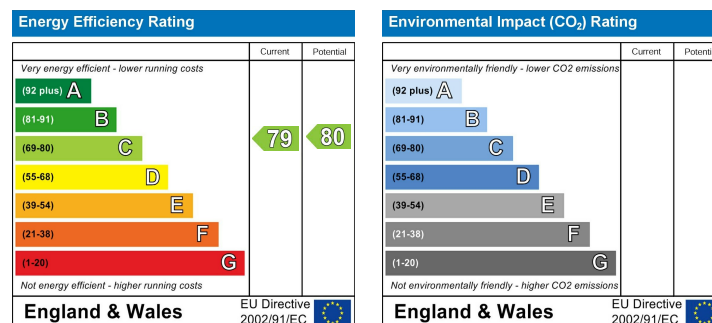 Energy Efficiency Rating
Current Potential
Very energy efficient - lower running costs
(92 plus) A
(81-91) B
(69-80) C
79 80
(55-68) D
(39-54) E
(21-38) F
(1-20) G
Not energy efficient - higher running costs
England & Wales
EU Directive
2002/91/EC
Environmental Impact (CO₂) Rating
Current Potenti
Very environmentally friendly - lower CO2 emissions
(92 plus) A
(81-91) B
(69-80) C
(55-68) D
(39-54) E
(21-38) F
(1-20) G
Not environmentally friendly - higher CO2 emissions
England & Wales
EU Directive
2002/91/EC